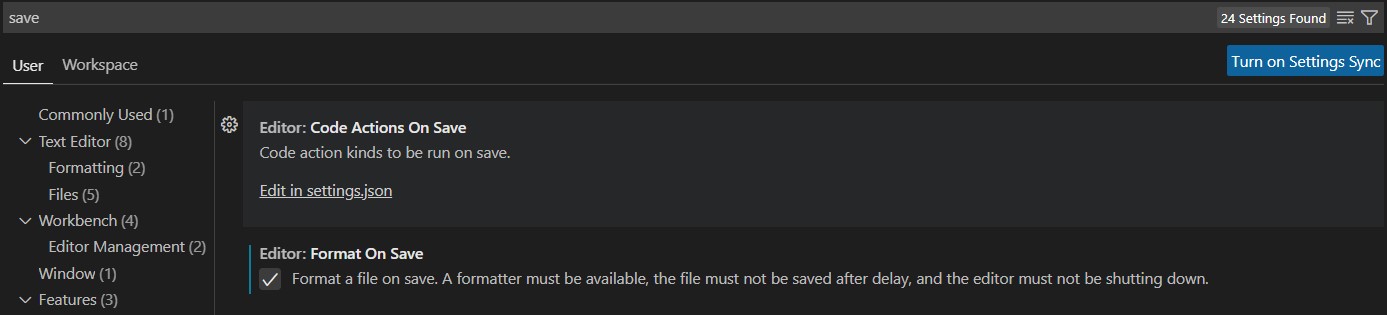 save
24 Settings Found
User
Workspace
Turn on Settings Sync
Commonly Used (1)
Text Editor (8)
Formatting (2)
Files (5)
Workbench (4)
Editor Management (2)
Window (1)
Features (3)
Editor: Code Actions On Save
Code action kinds to be run on save.
Edit in settings.json
Editor: Format On Save
Format a file on save. A formatter must be available, the file must not be saved after delay, and the editor must not be shutting down.